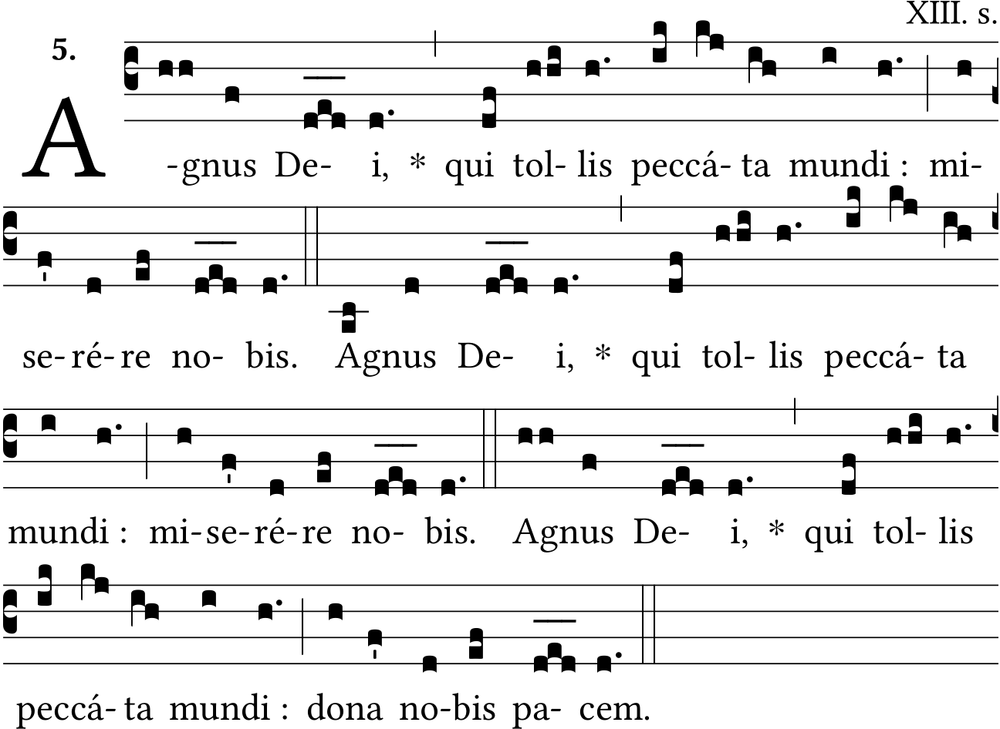 XIII. s.
5.
A-gnus De- i, * qui tol- lis peccá- ta mundi : mi-
se-ré-re no- bis. Agnus De- i, * qui tol- lis peccá- ta
mundi : mi-se-ré-re no- bis. Agnus De- i, * qui tol- lis
peccá- ta mundi : dona no-bis pa- cem.